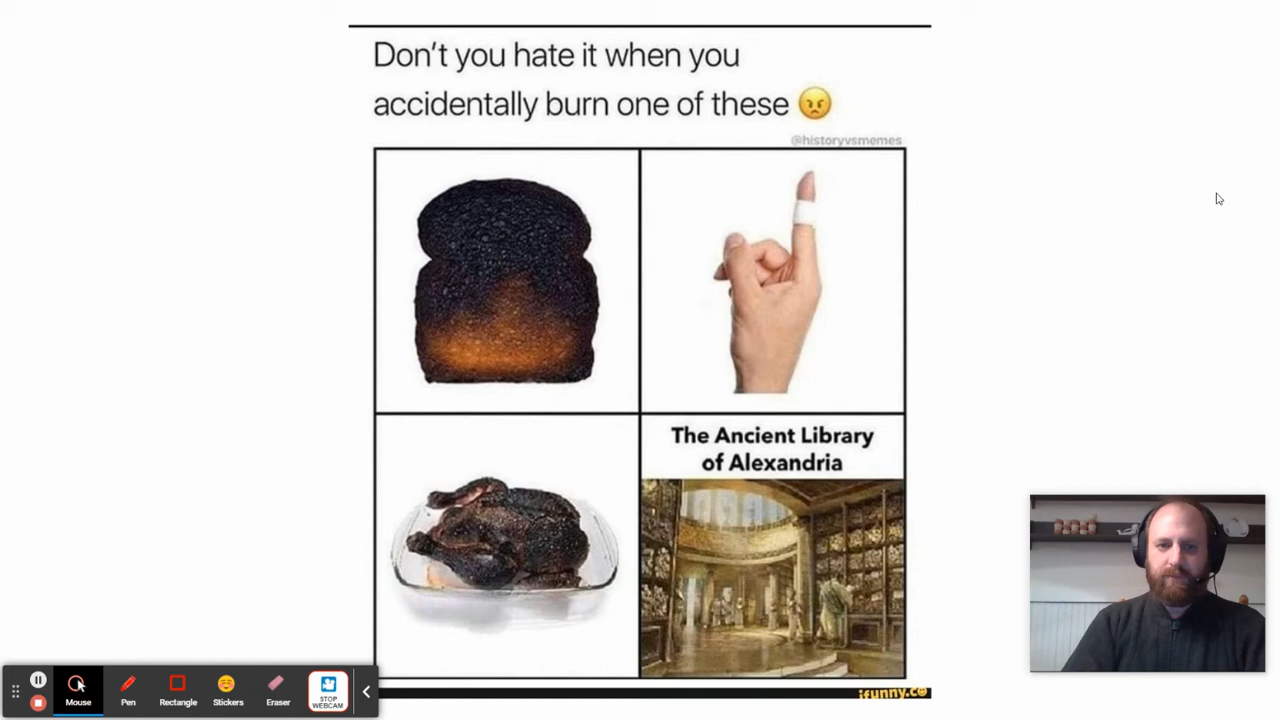 Don't you hate it when you
accidentally burn one of these 😠
@historyvsmemes
The Ancient Library
of Alexandria
ifunny.co
Mouse
Pen
Rectangle
Stickers
Eraser
STOP
WEBCAM